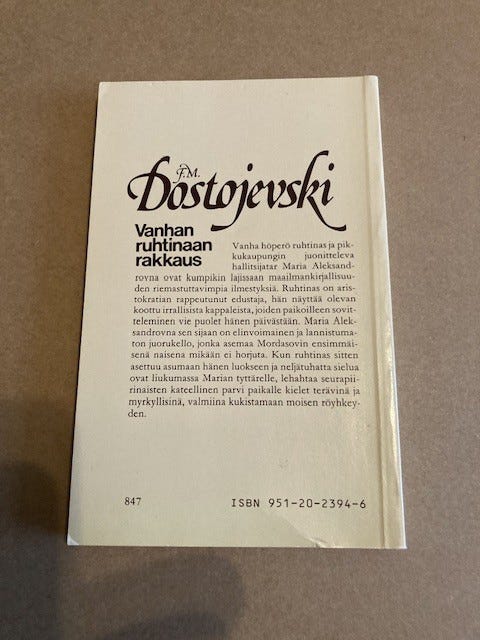 F.M.
Dostojevski
Vanhan
ruhtinaan
rakkaus
Vanha höperö ruhtinas ja pik-
kukaupungin juonitteleva
hallitsijatar Maria Aleksand-
rovna ovat kumpikin lajissaan maailmankirjallisuu-
den riemastuttavimpia ilmestyksiä. Ruhtinas on aris-
tokratian rappeutunut edustaja, hän näyttää olevan
koottu irrallisista kappaleista, joiden paikoilleen sovit-
teleminen vie puolet hänen päivästään. Maria Alek-
sandrovna sen sijaan on elinvoimainen ja lannistuma-
ton juorukello, jonka asemaa Mordasovin ensimmäi-
senä naisena mikään ei horjuta. Kun ruhtinas sitten
asettuu asumaan hänen luokseen ja neljätuhatta sielua
ovat liukumassa Marian tyttärelle, lehahtaa seurapii-
rinaisten kateellinen parvi paikalle kielet terävinä ja
myrkyllisinä, valmiina kukistamaan moisen röyhkey-
den.
847
ISBN 951-20-2394-6